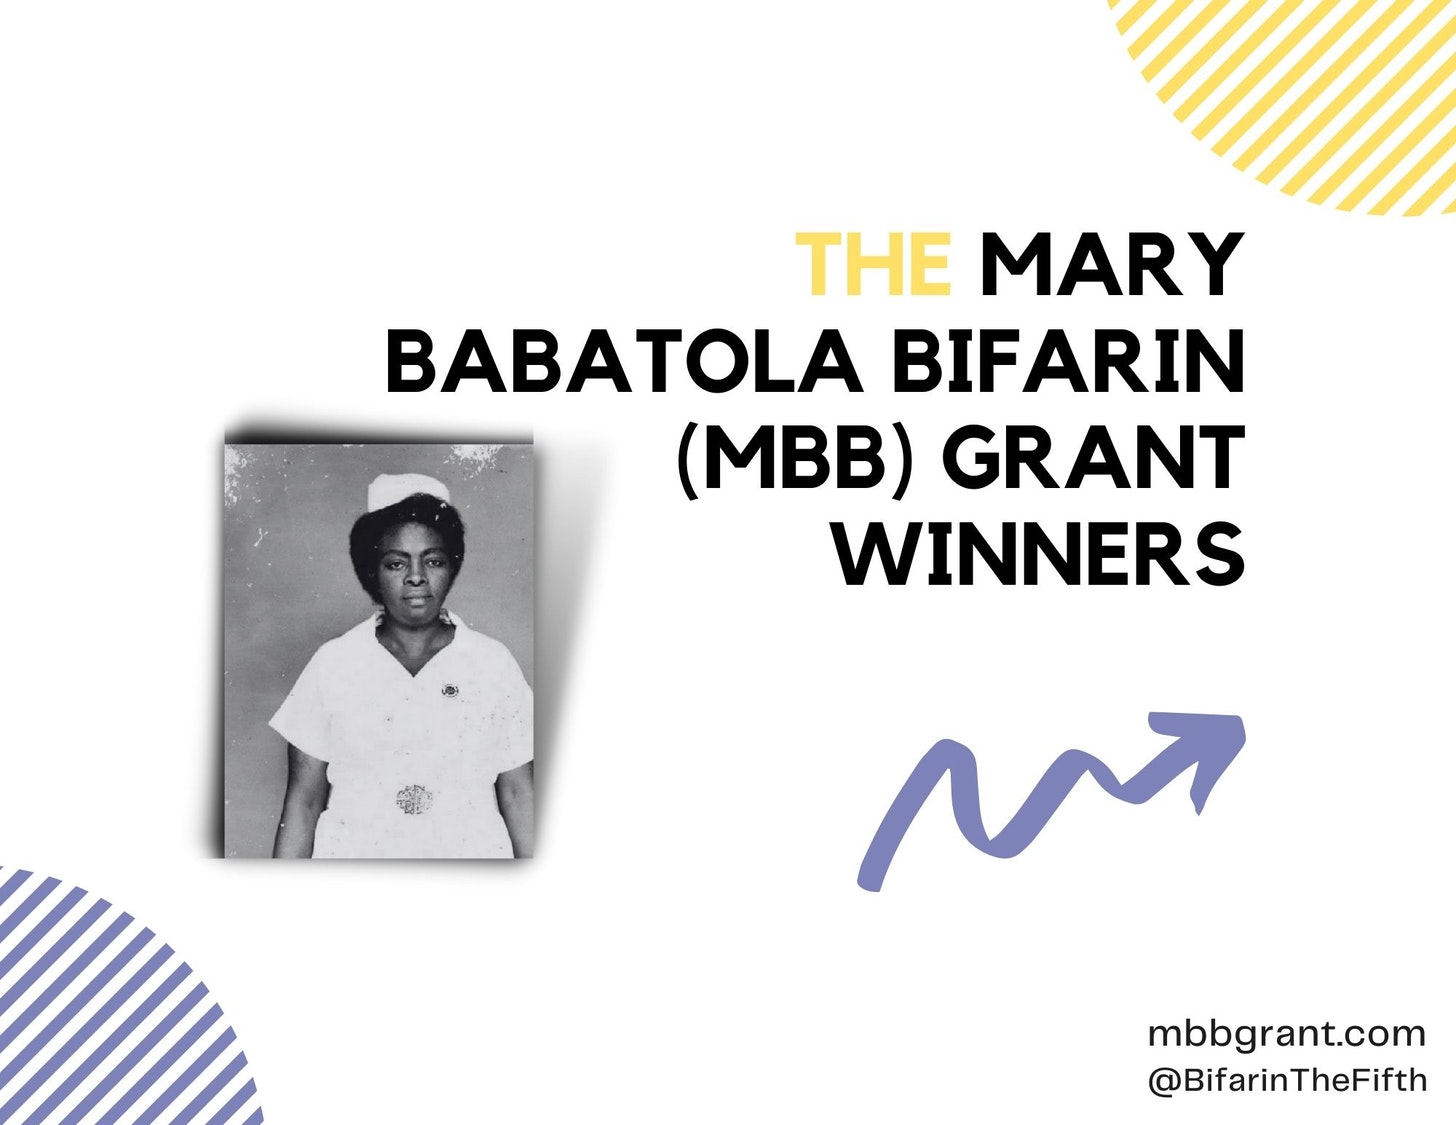 THE MARY
BABATOLA BIFARIN
(MBB) GRANT
WINNERS
mbbgrant.com
@BifarinTheFifth